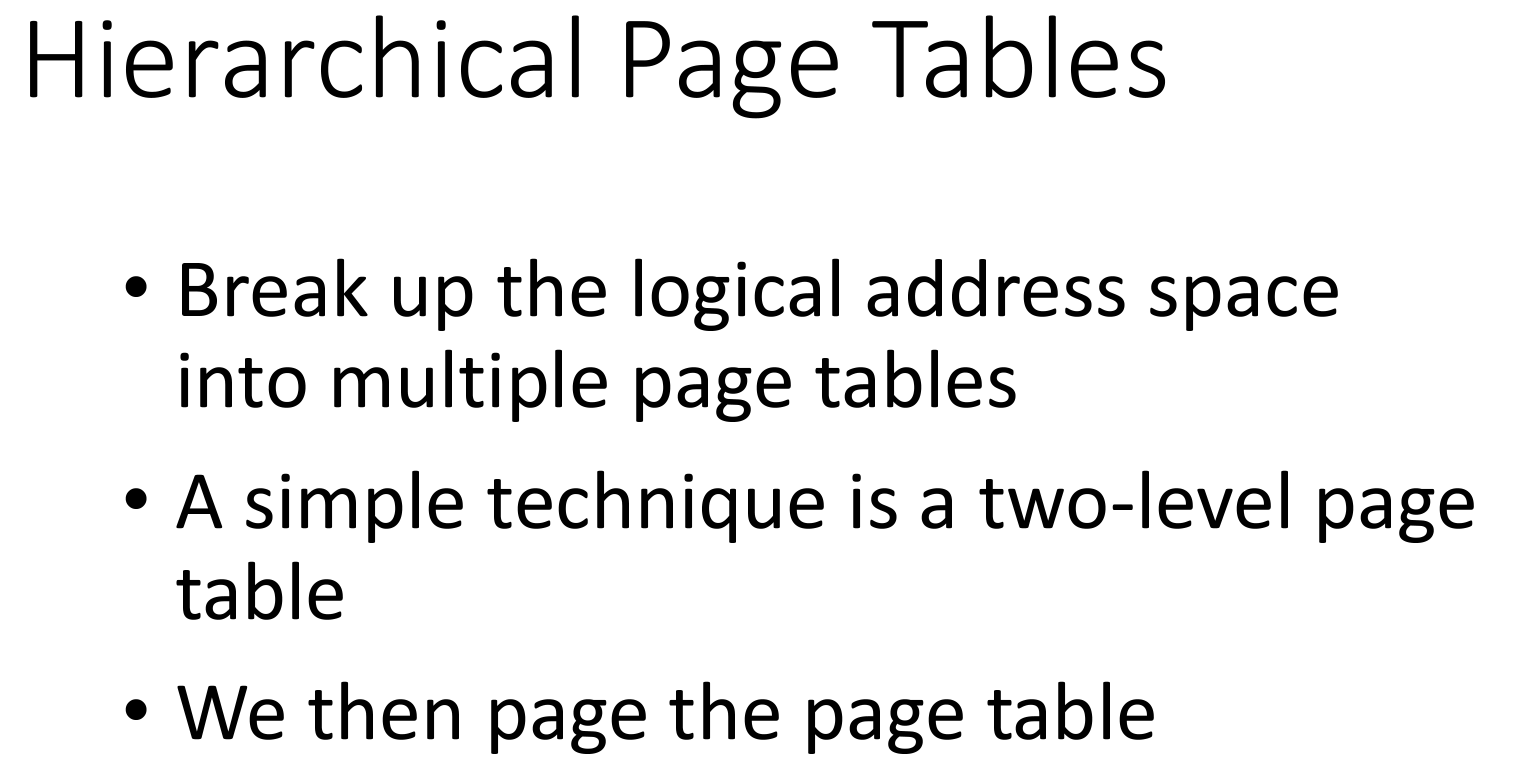 Hierarchical Page Tables
• Break up the logical address space
into multiple page tables
• A simple technique is a two-level page
table
• We then page the page table